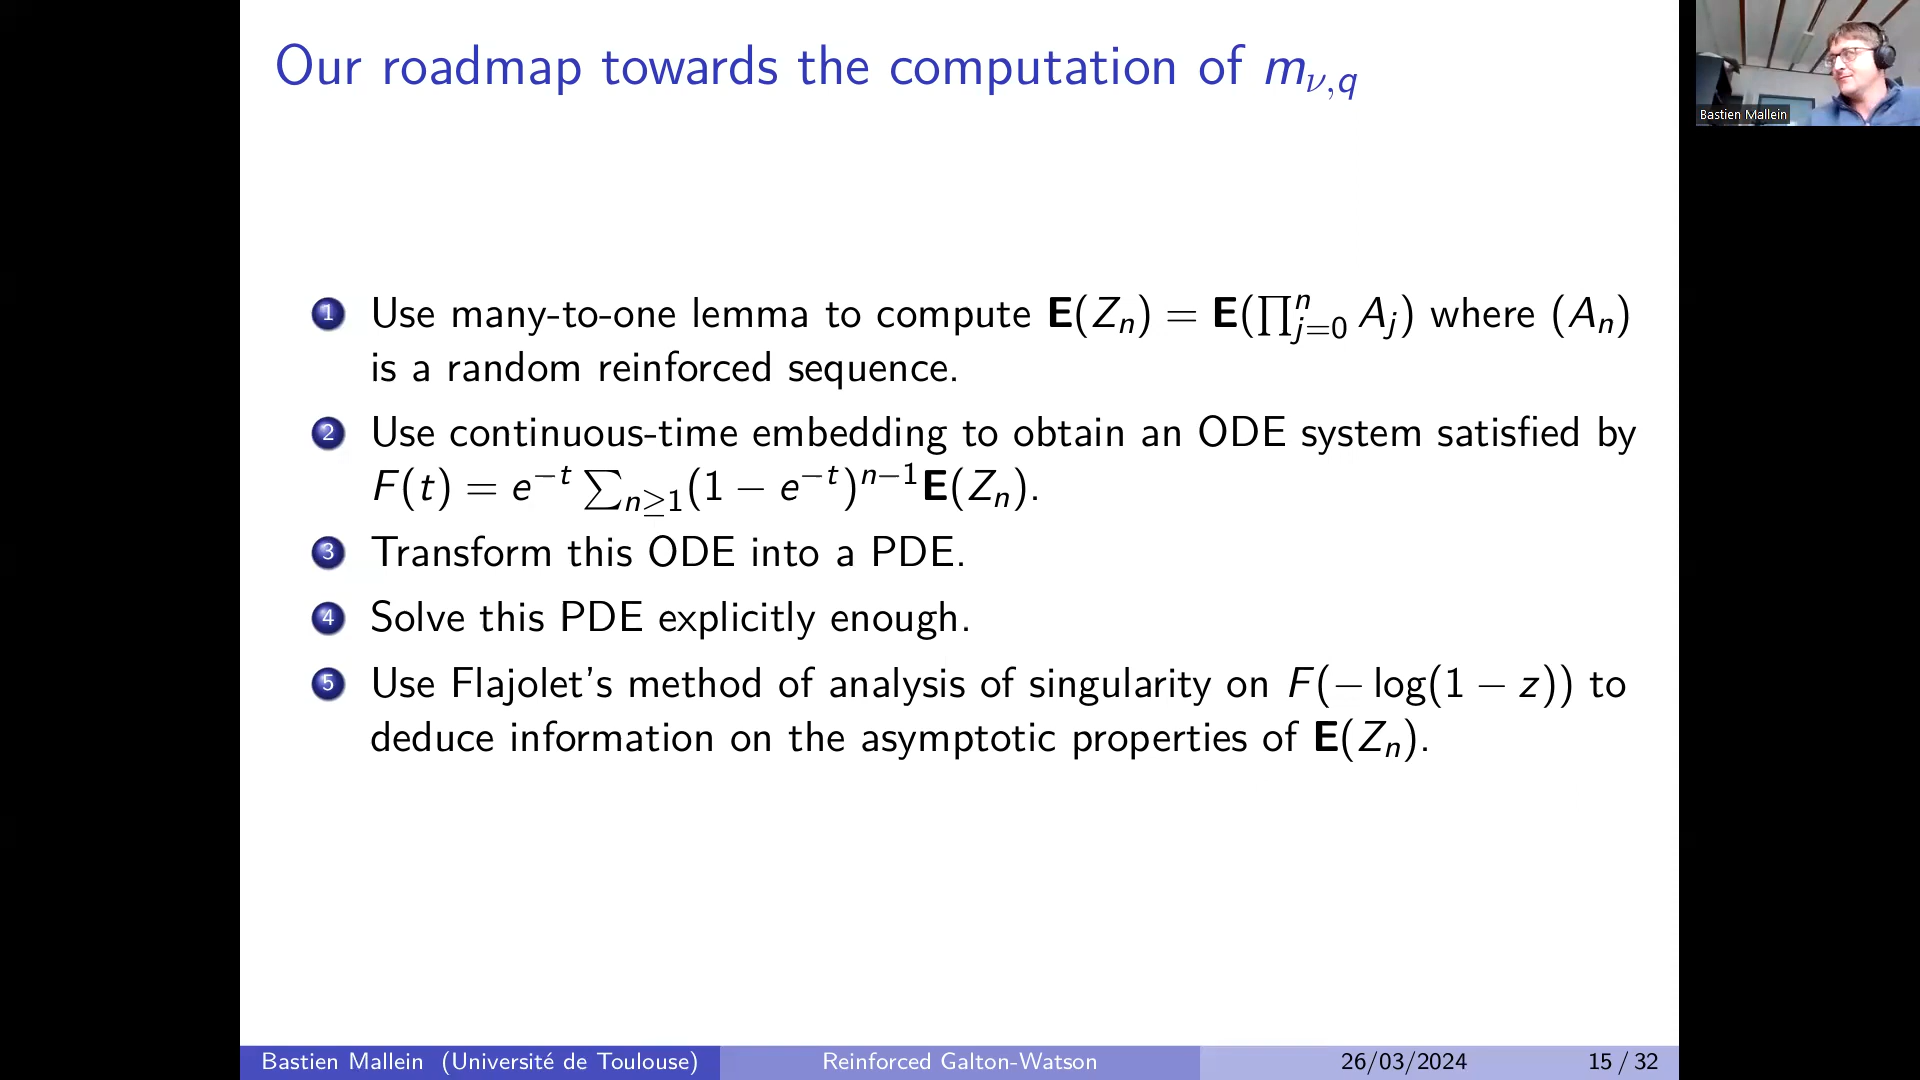 Our roadmap towards the computation of m_{ν,q}
Bastien Mallein
1 Use many-to-one lemma to compute E(Z_n) = E(∏_{j=0}^n A_j) where (A_n)
is a random reinforced sequence.
2 Use continuous-time embedding to obtain an ODE system satisfied by
F(t) = e^{−t} ∑_{n≥1}(1 − e^{−t})^{n−1}E(Z_n).
3 Transform this ODE into a PDE.
4 Solve this PDE explicitly enough.
5 Use Flajolet's method of analysis of singularity on F(− log(1 − z)) to
deduce information on the asymptotic properties of E(Z_n).
Bastien Mallein (Université de Toulouse) Reinforced Galton-Watson 26/03/2024 15 / 32